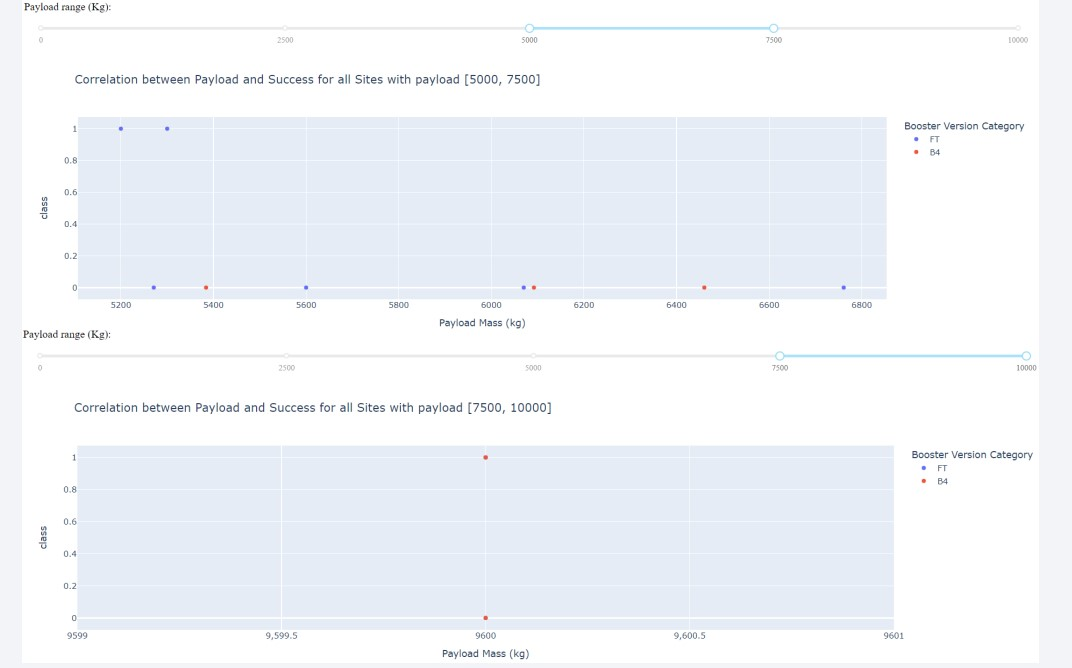 Payload range (Kg):
0 2500 5000 7500 10000
Correlation between Payload and Success for all Sites with payload [5000, 7500]
Booster Version Category
FT
B4
class
1
0.8
0.6
0.4
0.2
0
5200 5400 5600 5800 6000 6200 6400 6600 6800
Payload Mass (kg)
Payload range (Kg):
0 2500 5000 7500 10000
Correlation between Payload and Success for all Sites with payload [7500, 10000]
Booster Version Category
FT
B4
class
1
0.8
0.6
0.4
0.2
0
9599 9,599.5 9600 9,600.5 9601
Payload Mass (kg)